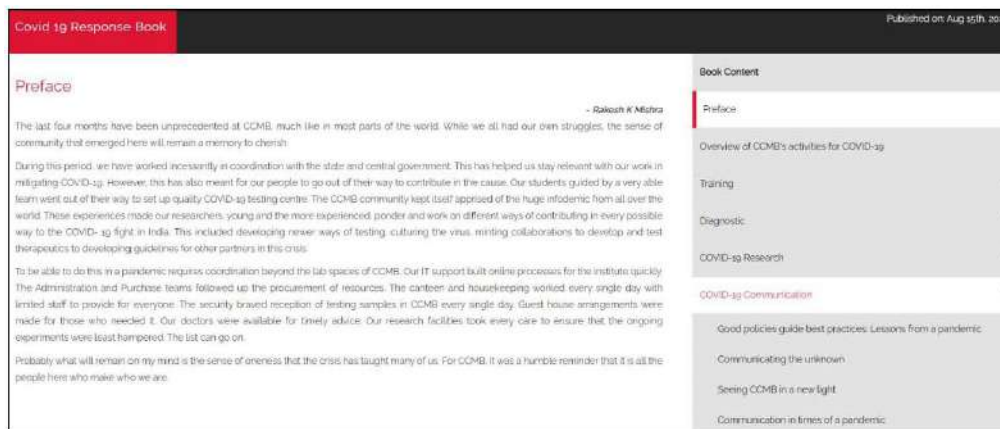 Covid 19 Response Book
Published on: Aug 15th, 20
Preface
- Rakesh K Mishra
The last four months have been unprecedented at CCMB, much like in most parts of the world. While we all had our own struggles, the sense of
community that emerged here will remain a memory to cherish.
During this period, we have worked incessantly in coordination with the state and central government. This has helped us stay relevant with our work in
mitigating COVID-19. However, this has also meant for our people to go out of their way to contribute in the cause. Our students guided by a very able
team went out of their way to set up quality COVID-19 testing centre. The CCMB community kept itself apprised of the huge infodemic from all over the
world. These experiences made our researchers, young and the more experienced, ponder and work on different ways of contributing in every possible
way to the COVID- 19 fight in India. This included developing newer ways of testing, culturing the virus, minting collaborations to develop and test
therapeutics to developing guidelines for other partners in this crisis.
To be able to do this in a pandemic requires coordination beyond the lab spaces of CCMB. Our IT support built online processes for the institute quickly.
The Administration and Purchase teams followed up the procurement of resources. The canteen and housekeeping worked every single day with
limited staff to provide for everyone. The security braved reception of testing samples in CCMB every single day. Guest house arrangements were
made for those who needed it. Our doctors were available for timely advice. Our research facilities took every care to ensure that the ongoing
experiments were least hampered. The list can go on.
Probably what will remain on my mind is the sense of oneness that the crisis has taught many of us. For CCMB, it was a humble reminder that it is all the
people here who make who we are.
Book Content
Preface
Overview of CCMB's activities for COVID-19
Training
Diagnostic
COVID-19 Research
COVID-19 Communication
Good policies guide best practices: Lessons from a pandemic
Communicating the unknown
Seeing CCMB in a new light
Communication in times of a pandemic